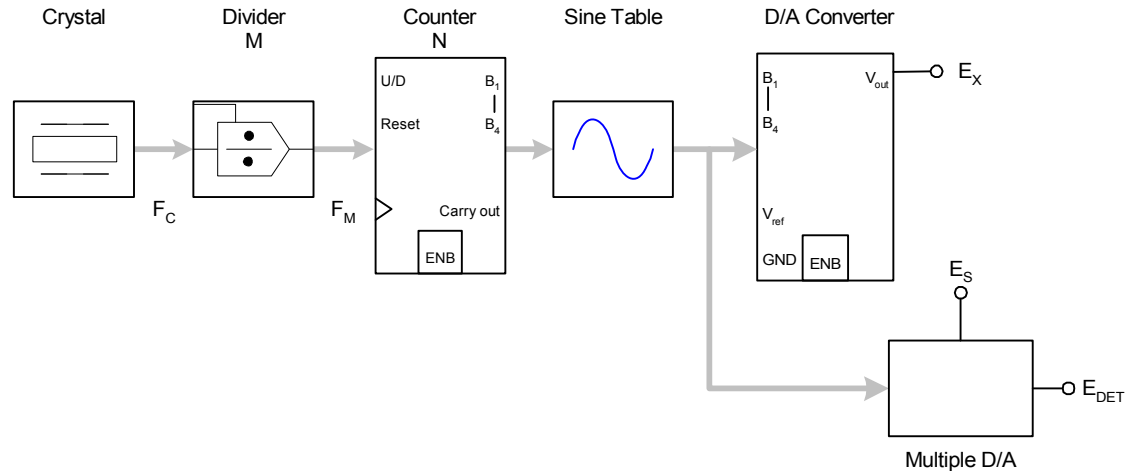 Crystal
Divider
M
Counter
N
Sine Table
D/A Converter
U/D
B1
B4
Reset
Carry out
ENB
B1
B4
Vout
Vref
GND
ENB
EX
FC
FM
ES
EDET
Multiple D/A